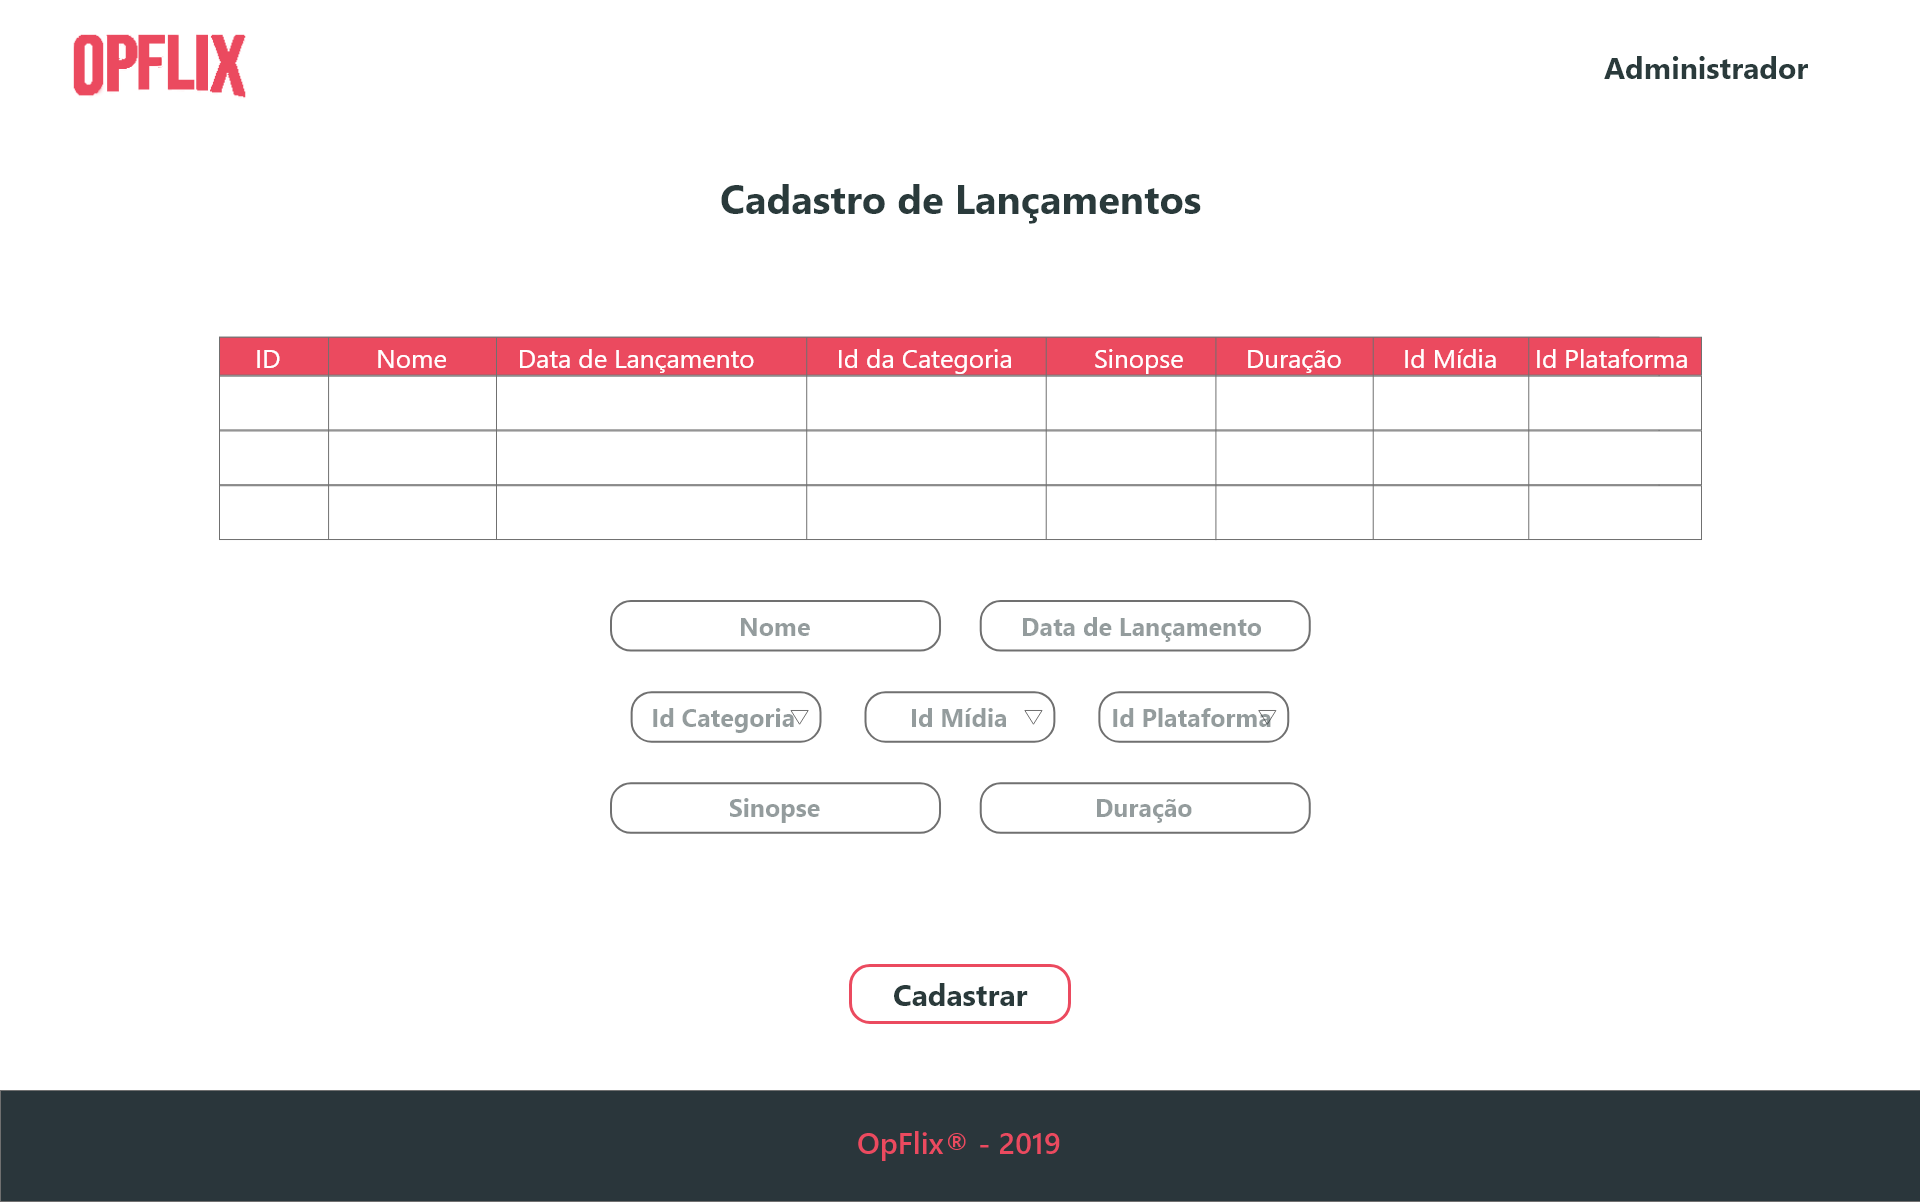 OPFLIX
Administrador
Cadastro de Lançamentos
ID Nome Data de Lançamento Id da Categoria Sinopse Duração Id Mídia Id Plataforma
Nome Data de Lançamento
Id Categoria Id Mídia Id Plataforma
Sinopse Duração
Cadastrar
OpFlix® - 2019